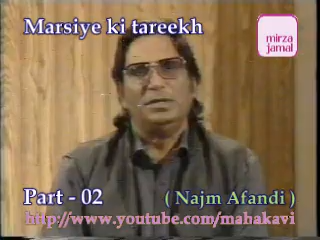 Marsiye ki tareekh
mirza
jamal
Part - 02
( Najm Afandi )
http://www.youtube.com/mahakavi